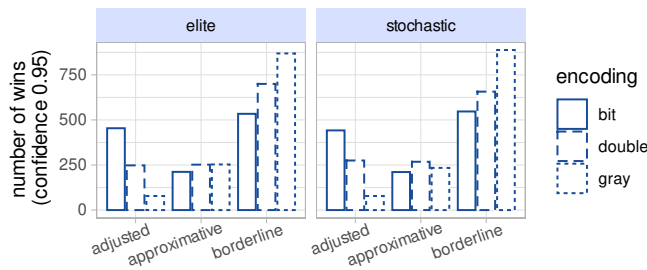 elite
stochastic
number of wins
(confidence 0.95)
750
500
250
0
adjusted
approximative
borderline
adjusted
approximative
borderline
encoding
bit
double
gray